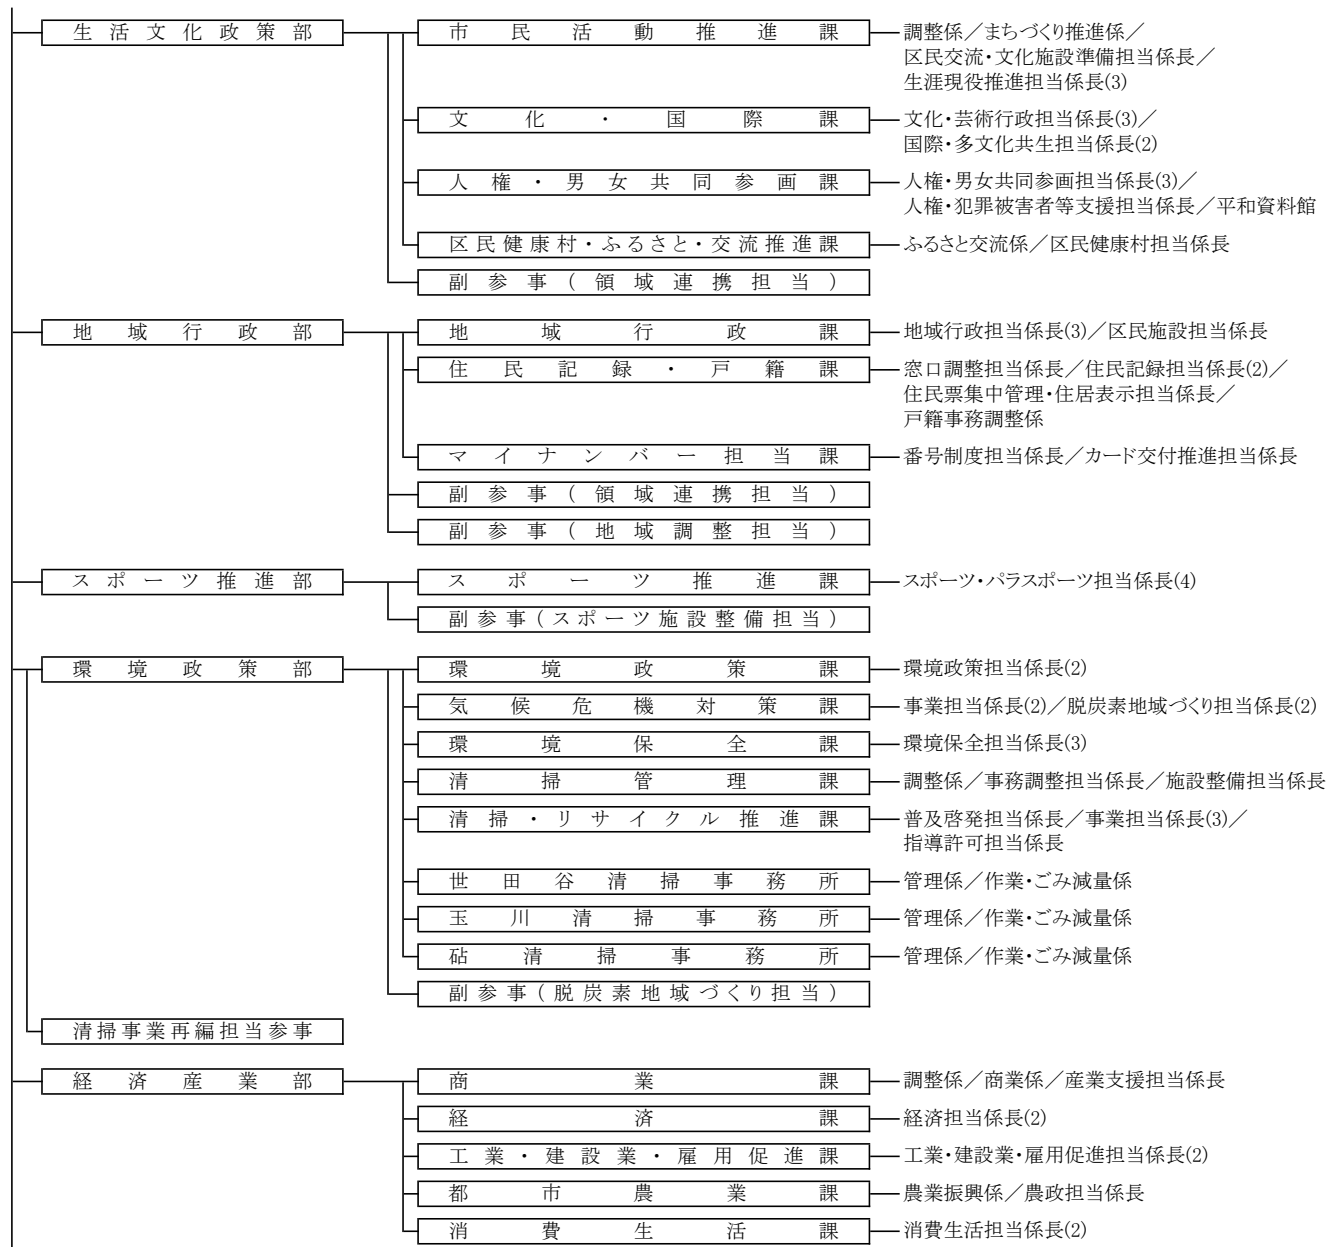 生活文化政策部
市民活動推進課
調整係／まちづくり推進係／
区民交流・文化施設準備担当係長／
生涯現役推進担当係長(3)
文化・国際課
文化・芸術行政担当係長(3)／
国際・多文化共生担当係長(2)
人権・男女共同参画課
人権・男女共同参画担当係長(3)／
人権・犯罪被害者等支援担当係長／平和資料館
区民健康村・ふるさと・交流推進課
ふるさと交流係／区民健康村担当係長
副参事（領域連携担当）
地域行政部
地域行政課
地域行政担当係長(3)／区民施設担当係長
住民記録・戸籍課
窓口調整担当係長／住民記録担当係長(2)／
住民票集中管理・住居表示担当係長／
戸籍事務調整係
マイナンバー担当課
番号制度担当係長／カード交付推進担当係長
副参事（領域連携担当）
副参事（地域調整担当）
スポーツ推進部
スポーツ推進課
スポーツ・パラスポーツ担当係長(4)
副参事（スポーツ施設整備担当）
環境政策部
環境政策課
環境政策担当係長(2)
気候危機対策課
事業担当係長(2)／脱炭素地域づくり担当係長(2)
環境保全課
環境保全担当係長(3)
清掃管理課
調整係／事務調整担当係長／施設整備担当係長
清掃・リサイクル推進課
普及啓発担当係長／事業担当係長(3)／
指導許可担当係長
世田谷清掃事務所
管理係／作業・ごみ減量係
玉川清掃事務所
管理係／作業・ごみ減量係
砧清掃事務所
管理係／作業・ごみ減量係
副参事（脱炭素地域づくり担当）
清掃事業再編担当参事
経済産業部
商業課
調整係／商業係／産業支援担当係長
経済課
経済担当係長(2)
工業・建設業・雇用促進課
工業・建設業・雇用促進担当係長(2)
都市農業課
農業振興係／農政担当係長
消費生活課
消費生活担当係長(2)